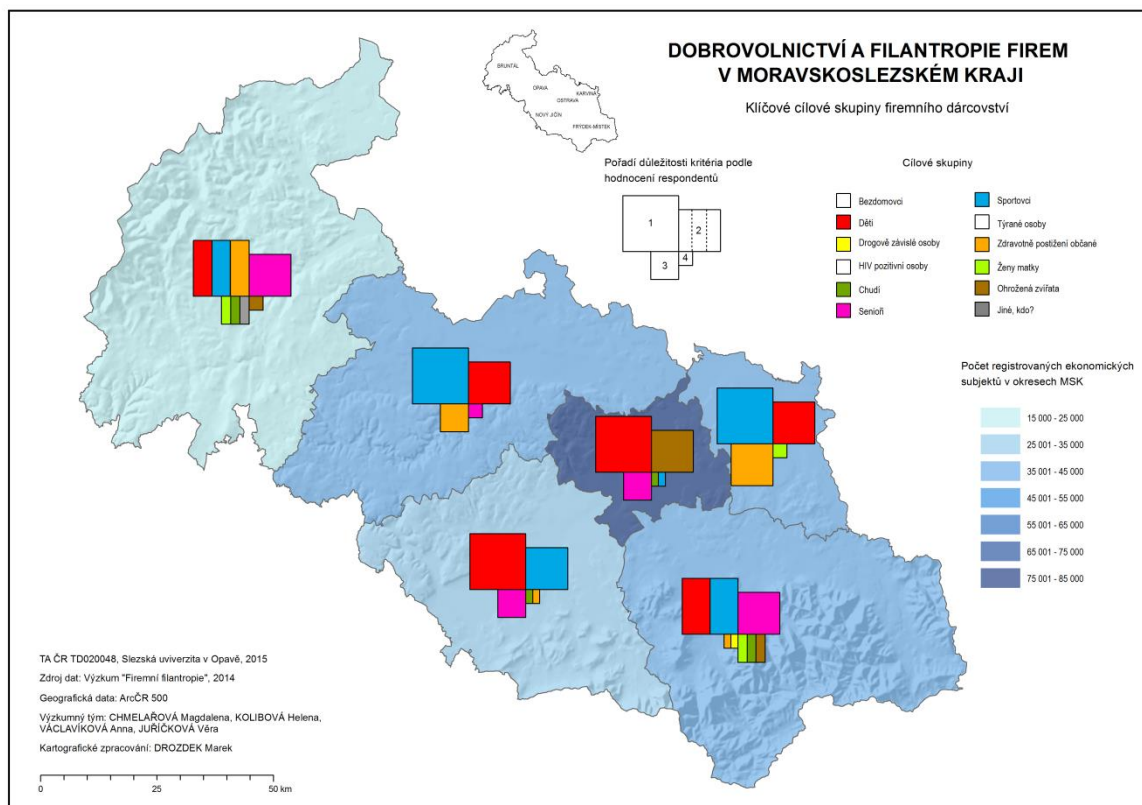 DOBROVOLNICTVÍ A FILANTROPIE FIREM
V MORAVSKOSLEZSKÉM KRAJI
Klíčové cílové skupiny firemního dárcovství
BRUNTÁL
OPAVA
KARVINÁ
OSTRAVA
NOVÝ JIČÍN
FRÝDEK-MÍSTEK
Pořadí důležitosti kritéria podle
hodnocení respondentů
1
2
3
4
Cílové skupiny
Bezdomovci
Děti
Drogově závislé osoby
HIV pozitivní osoby
Chudí
Senioři
Sportovci
Týrané osoby
Zdravotně postižení občané
Ženy matky
Ohrožená zvířata
Jiné, kdo?
Počet registrovaných ekonomických
subjektů v okresech MSK
15 000 - 25 000
25 001 - 35 000
35 001 - 45 000
45 001 - 55 000
55 001 - 65 000
65 001 - 75 000
75 001 - 85 000
TA ČR TD020048, Slezská uviverzita v Opavě, 2015
Zdroj dat: Výzkum "Firemní filantropie", 2014
Geografická data: ArcČR 500
Výzkumný tým: CHMELAŘOVÁ Magdalena, KOLIBOVÁ Helena,
VÁCLAVÍKOVÁ Anna, JUŘÍČKOVÁ Věra
Kartografické zpracování: DROZDEK Marek
0 25 50 km